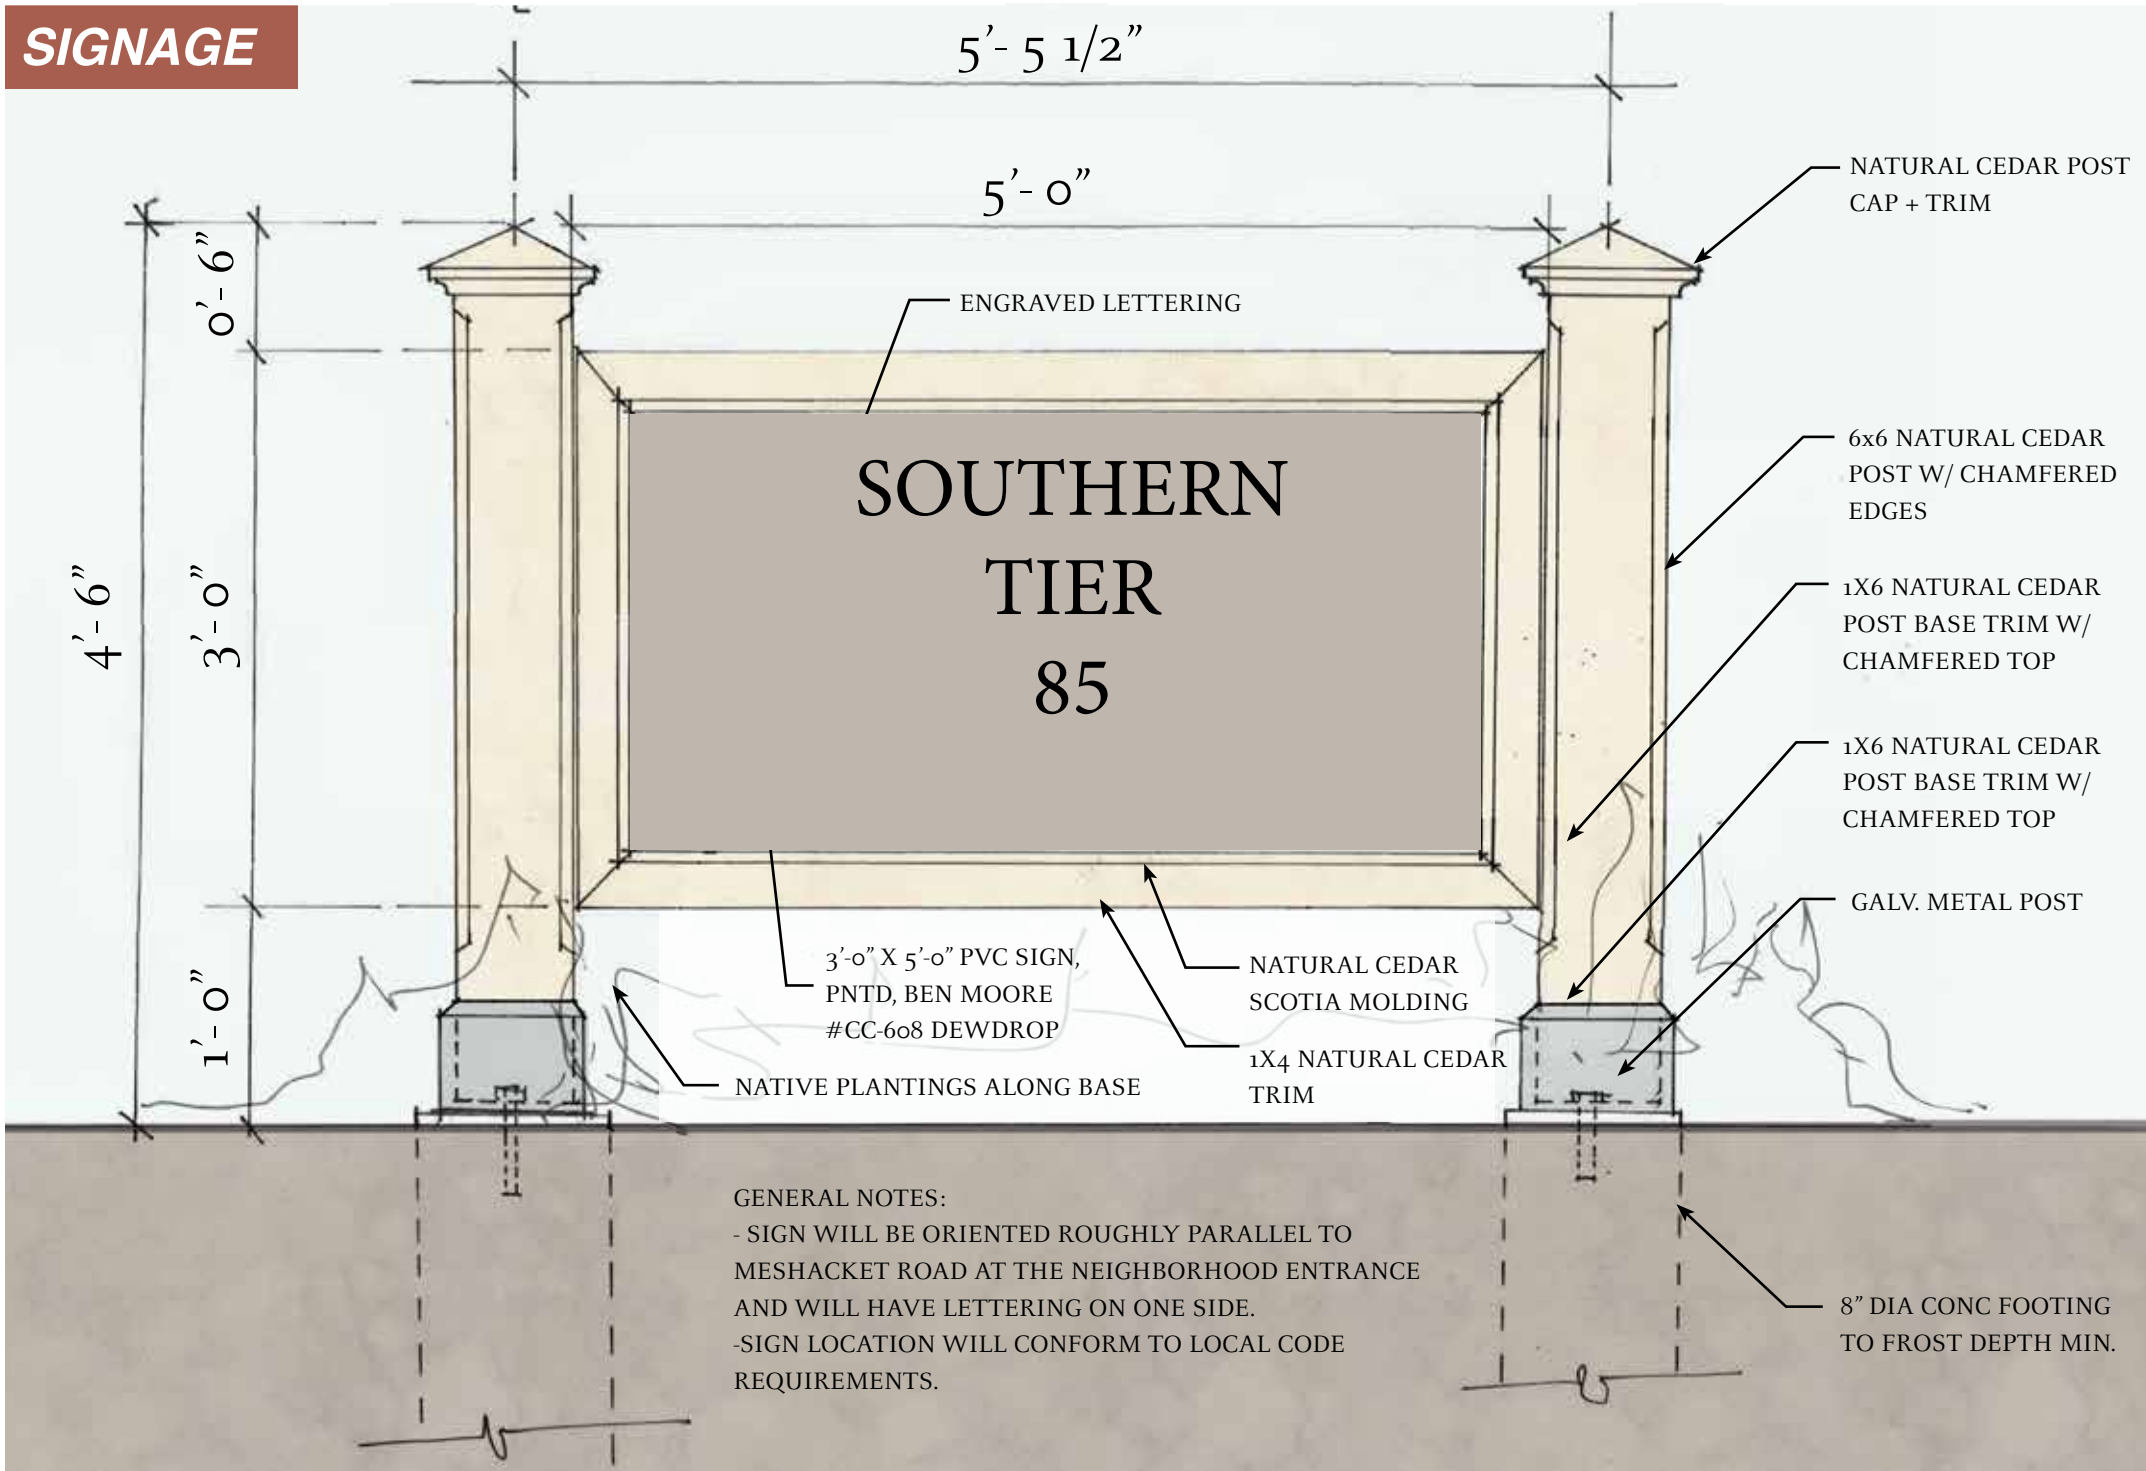 SIGNAGE
5’- 5 1/2”
5’- 0”
0’- 6”
4’- 6”
3’- 0”
1’- 0”
NATURAL CEDAR POST
CAP + TRIM
ENGRAVED LETTERING
6x6 NATURAL CEDAR
POST W/ CHAMFERED
EDGES
SOUTHERN
TIER
85
1X6 NATURAL CEDAR
POST BASE TRIM W/
CHAMFERED TOP
1X6 NATURAL CEDAR
POST BASE TRIM W/
CHAMFERED TOP
GALV. METAL POST
3’-0” X 5’-0” PVC SIGN,
PNTD, BEN MOORE
#CC-608 DEWDROP
NATURAL CEDAR
SCOTIA MOLDING
1X4 NATURAL CEDAR
TRIM
NATIVE PLANTINGS ALONG BASE
GENERAL NOTES:
- SIGN WILL BE ORIENTED ROUGHLY PARALLEL TO
MESHACKET ROAD AT THE NEIGHBORHOOD ENTRANCE
AND WILL HAVE LETTERING ON ONE SIDE.
-SIGN LOCATION WILL CONFORM TO LOCAL CODE
REQUIREMENTS.
8” DIA CONC FOOTING
TO FROST DEPTH MIN.